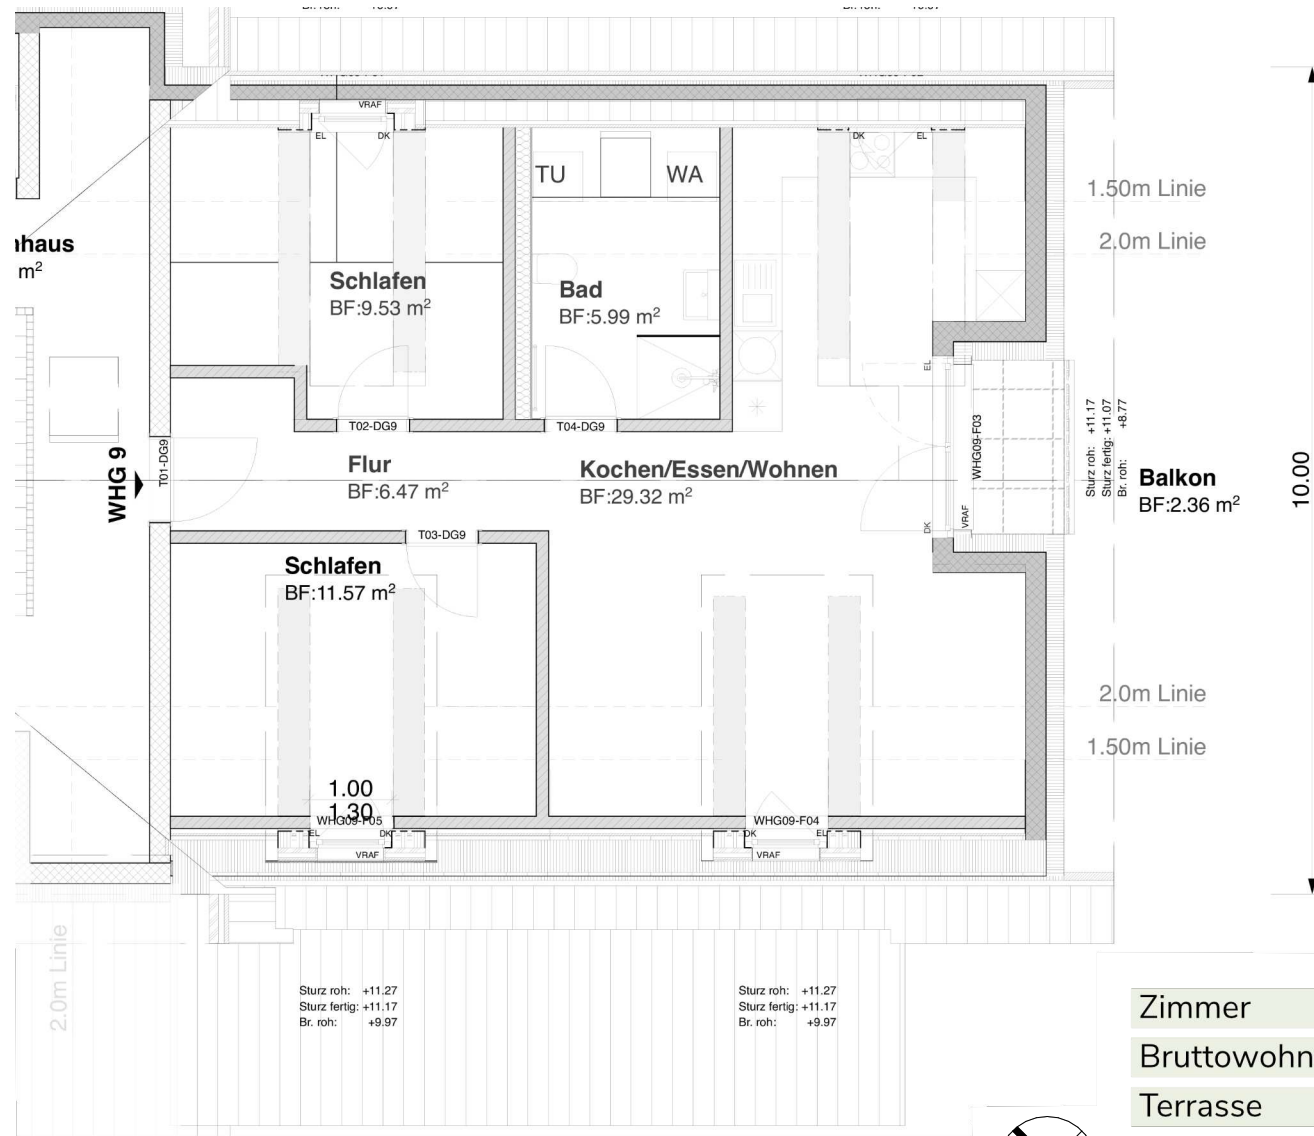 VRAF
EL DK
DK EL
TU WA
1.50m Linie
2.0m Linie
m²
Schlafen
BF:9.53 m²
Bad
BF:5.99 m²
EL
T02-DG9
T04-DG9
WHG 9
T01-DG9
Flur
BF:6.47 m²
Kochen/Essen/Wohnen
BF:29.32 m²
WHG09-F03
Sturz roh: +11.17
Sturz fertig: +11.07
Br. roh: +8.77
Balkon
BF:2.36 m²
10.00
DK
VRAF
T03-DG9
Schlafen
BF:11.57 m²
2.0m Linie
1.50m Linie
1.00
1.30
WHG09-F05
EL DK
VRAF
WHG09-F04
DK EL
VRAF
2.0m Linie
Sturz roh: +11.27
Sturz fertig: +11.17
Br. roh: +9.97
Sturz roh: +11.27
Sturz fertig: +11.17
Br. roh: +9.97
Zimmer
Bruttowohn
Terrasse